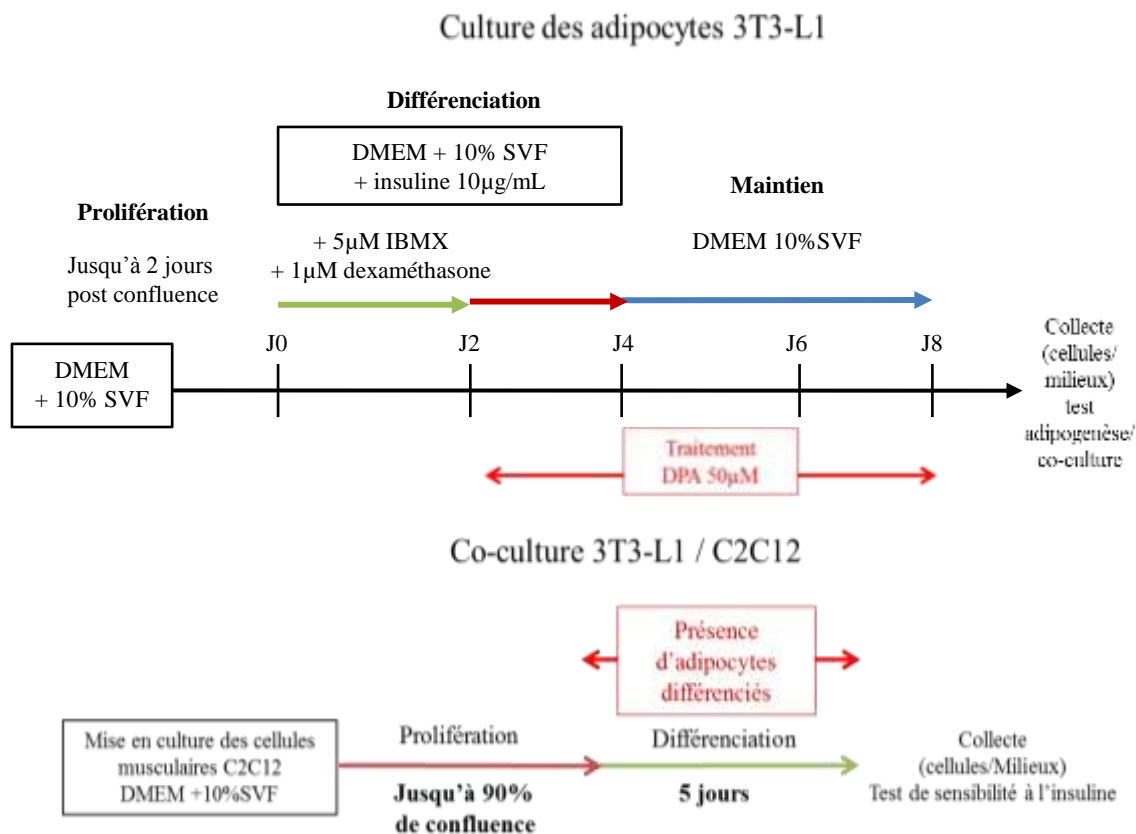 Culture des adipocytes 3T3-L1
Différenciation
DMEM + 10% SVF
+ insuline 10µg/mL
Maintien
Prolifération
+ 5µM IBMX
+ 1µM dexaméthasone
DMEM 10%SVF
Jusqu'à 2 jours
post confluence
J0
J2
J4
J6
J8
DMEM
+ 10% SVF
Collecte
(cellules/
milieux)
test
adipogenèse/
co-culture
Traitement
DPA 50µM
Co-culture 3T3-L1 / C2C12
Présence
d'adipocytes
différenciés
Mise en culture des cellules
musculaires C2C12
DMEM +10%SVF
Prolifération
Jusqu'à 90%
de confluence
Différenciation
5 jours
Collecte
(cellules/Milieux)
Test de sensibilité à l'insuline